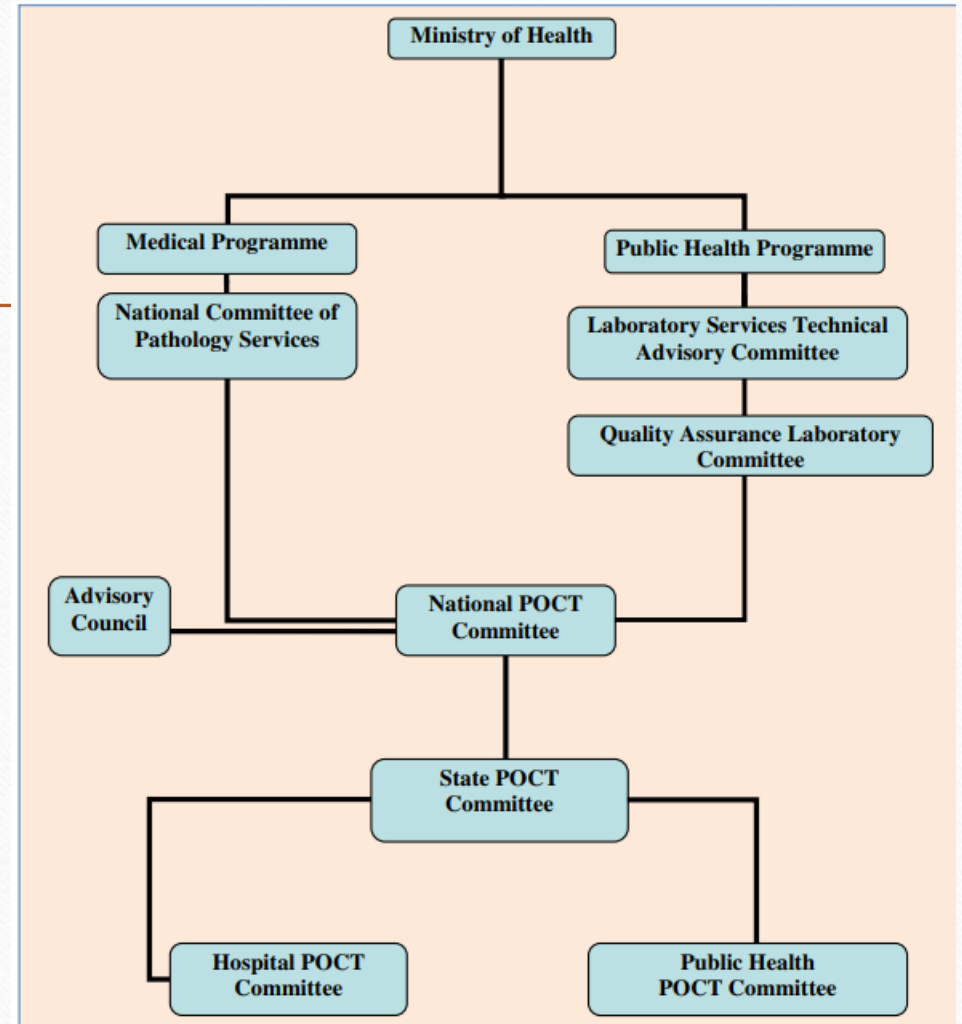 Ministry of Health
Medical Programme
Public Health Programme
National Committee of
Pathology Services
Laboratory Services Technical
Advisory Committee
Quality Assurance Laboratory
Committee
Advisory
Council
National POCT
Committee
State POCT
Committee
Hospital POCT
Committee
Public Health
POCT Committee